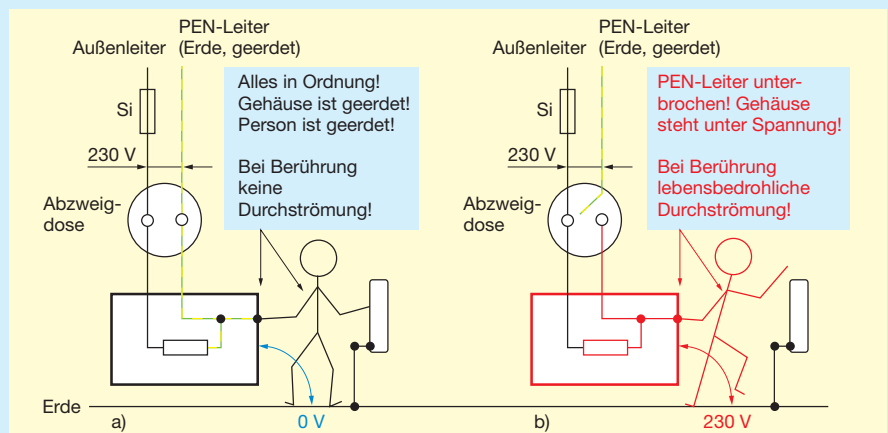 PEN-Leiter
Außenleiter (Erde, geerdet)
Si
230 V
Abzweig-
dose
Alles in Ordnung!
Gehäuse ist geerdet!
Person ist geerdet!
Bei Berührung
keine
Durchströmung!
Erde
a)
0 V
PEN-Leiter
Außenleiter (Erde, geerdet)
Si
230 V
Abzweig-
dose
PEN-Leiter unter-
brochen! Gehäuse
steht unter Spannung!
Bei Berührung
lebensbedrohliche
Durchströmung!
b)
230 V